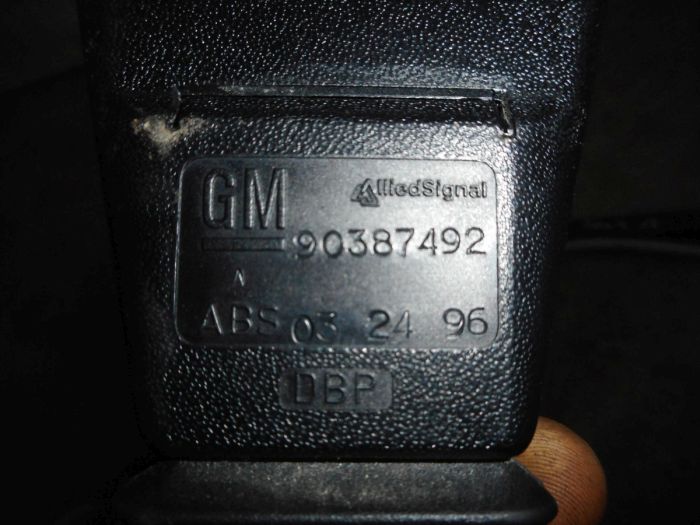 GM AlliedSignal
90387492
ABS 03 24 96
DBP